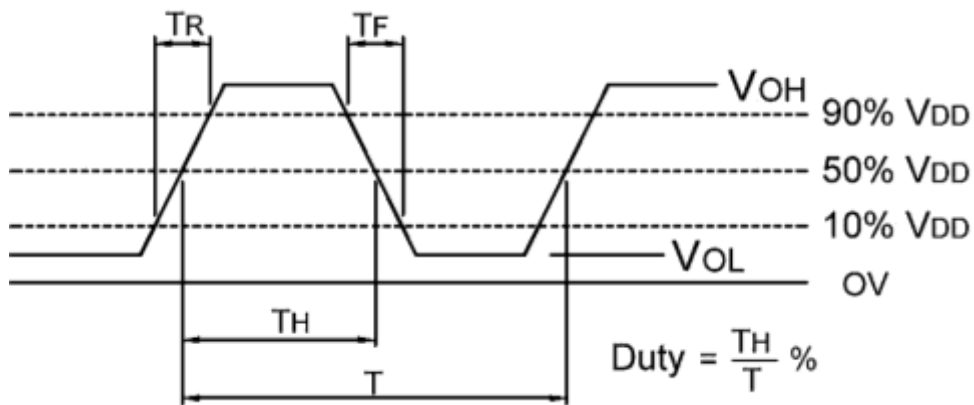 TR
TF
VOH
90% VDD
50% VDD
10% VDD
VOL
OV
TH
Duty = TH/T %
T